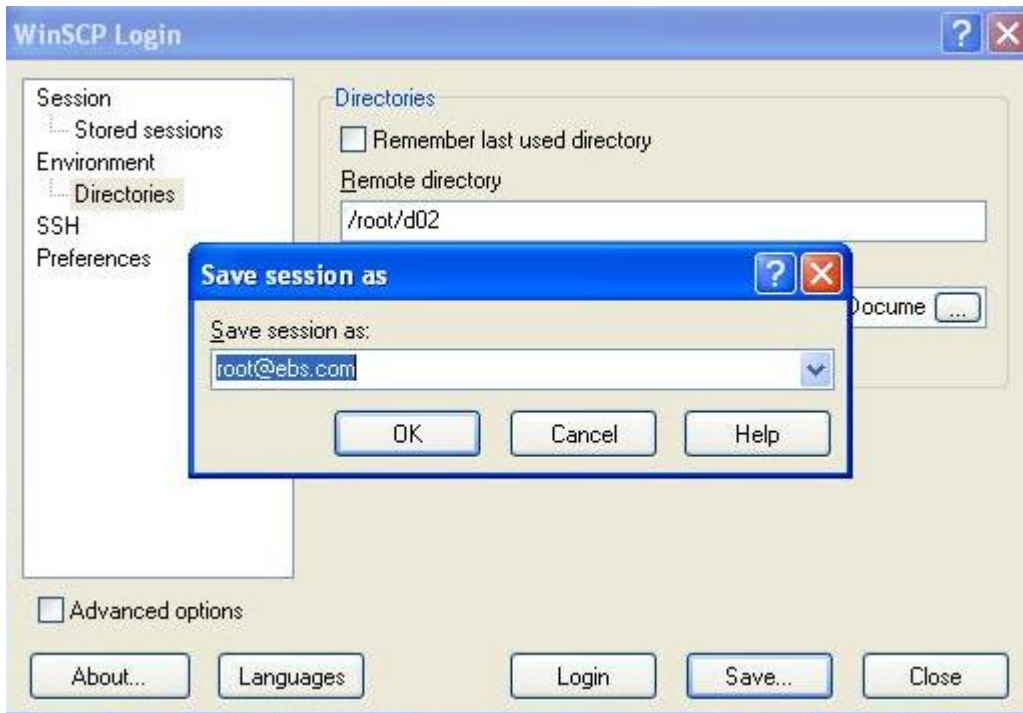 WinSCP Login
Session
Stored sessions
Environment
Directories
SSH
Preferences
Directories
Remember last used directory
Remote directory
/root/d02
Docume ...
Save session as
Save session as:
root@ebs.com
OK Cancel Help
Advanced options
About... Languages Login Save... Close